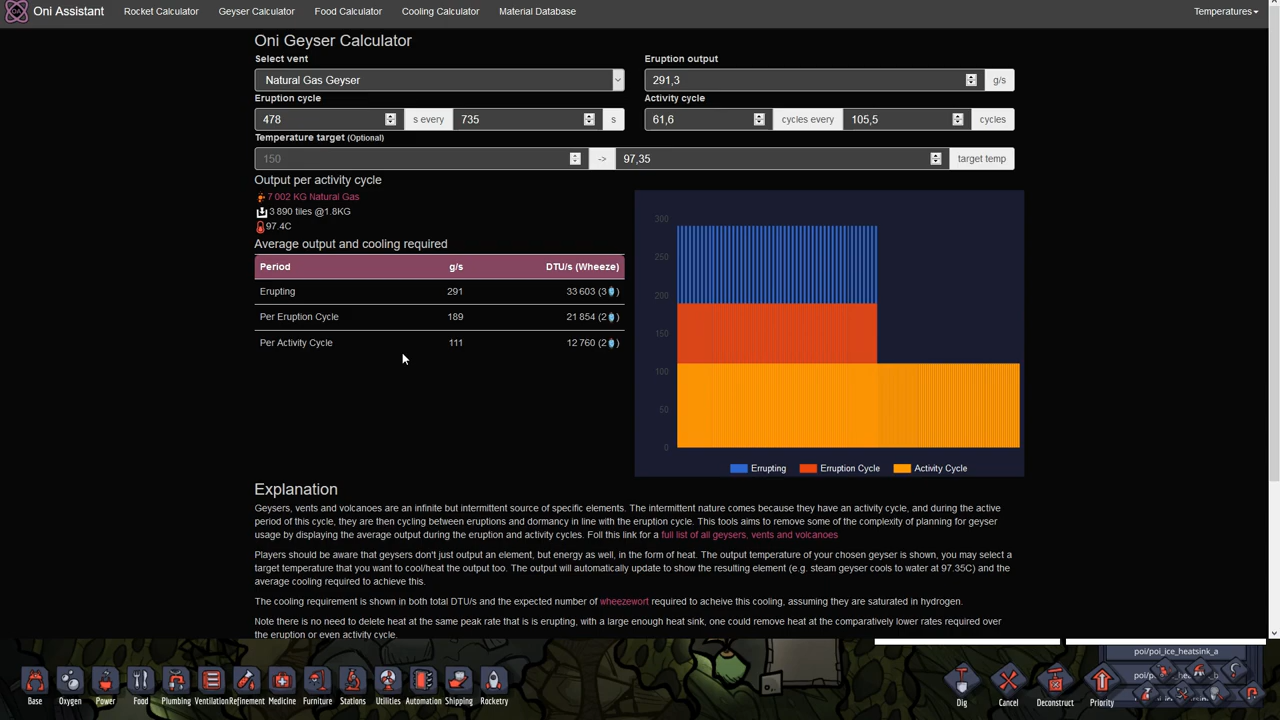 Oni Assistant Rocket Calculator Geyser Calculator Food Calculator Cooling Calculator Material Database Temperatures
Oni Geyser Calculator
Select vent Eruption output
Natural Gas Geyser 291,3 g/s
Eruption cycle Activity cycle
478 s every 735 s 61,6 cycles every 105,5 cycles
Temperature target (Optional)
150 -> 97,35 target temp
Output per activity cycle
7 002 KG Natural Gas
3 890 tiles @1.8KG
97.4C
Average output and cooling required
Period g/s DTU/s (Wheeze)
Erupting 291 33 603 (3)
Per Eruption Cycle 189 21 854 (2)
Per Activity Cycle 111 12 760 (2)
300
250
200
150
100
50
0
Errupting Eruption Cycle Activity Cycle
Explanation
Geysers, vents and volcanoes are an infinite but intermittent source of specific elements. The intermittent nature comes because they have an activity cycle, and during the active
period of this cycle, they are then cycling between eruptions and dormancy in line with the eruption cycle. This tools aims to remove some of the complexity of planning for geyser
usage by displaying the average output during the eruption and activity cycles. Foll this link for a full list of all geysers, vents and volcanoes
Players should be aware that geysers don't just output an element, but energy as well, in the form of heat. The output temperature of your chosen geyser is shown, you may select a
target temperature that you want to cool/heat the output too. The output will automatically update to show the resulting element (e.g. steam geyser cools to water at 97.35C) and the
average cooling required to achieve this.
The cooling requirement is shown in both total DTU/s and the expected number of wheezewort required to acheive this cooling, assuming they are saturated in hydrogen.
Note there is no need to delete heat at the same peak rate that is is erupting, with a large enough heat sink, one could remove heat at the comparatively lower rates required over
the eruption or even activity cycle.
poi/poi_ice_heatsink_a
Base Oxygen Power Food Plumbing Ventilation Refinement Medicine Furniture Stations Utilities Automation Shipping Rocketry Dig Cancel Deconstruct Priority